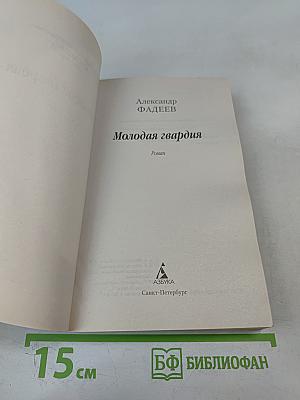 Александр
ФАДЕЕВ
Молодая гвардия
Роман
АЗБУКА
Санкт-Петербург
15 см
БФ БИБЛИОФАН